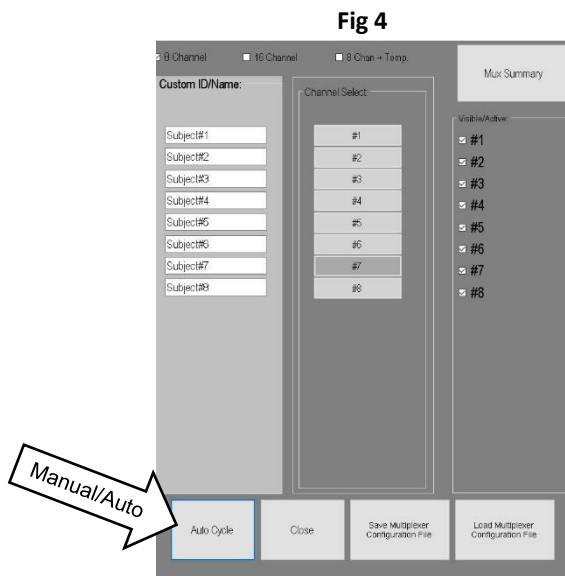 Fig 4
8 Channel 16 Channel 8 Chan + Temp.
Mux Summary
Custom ID/Name:
Channel Select:
Visible/Active:
Subject#1 #1 #1
Subject#2 #2 #2
Subject#3 #3 #3
Subject#4 #4 #4
Subject#5 #5 #5
Subject#6 #6 #6
Subject#7 #7 #7
Subject#8 #8 #8
Manual/Auto
Auto Cycle
Close
Save Multiplexer
Configuration File
Load Multiplexer
Configuration File